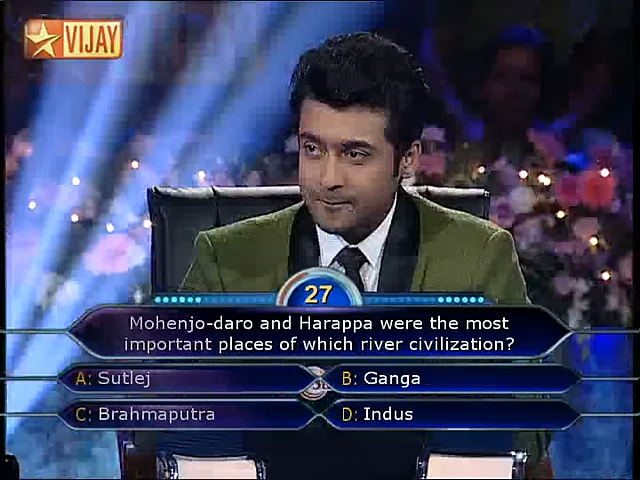 VIJAY
27
Mohenjo-daro and Harappa were the most
important places of which river civilization?
A: Sutlej
B: Ganga
C: Brahmaputra
D: Indus